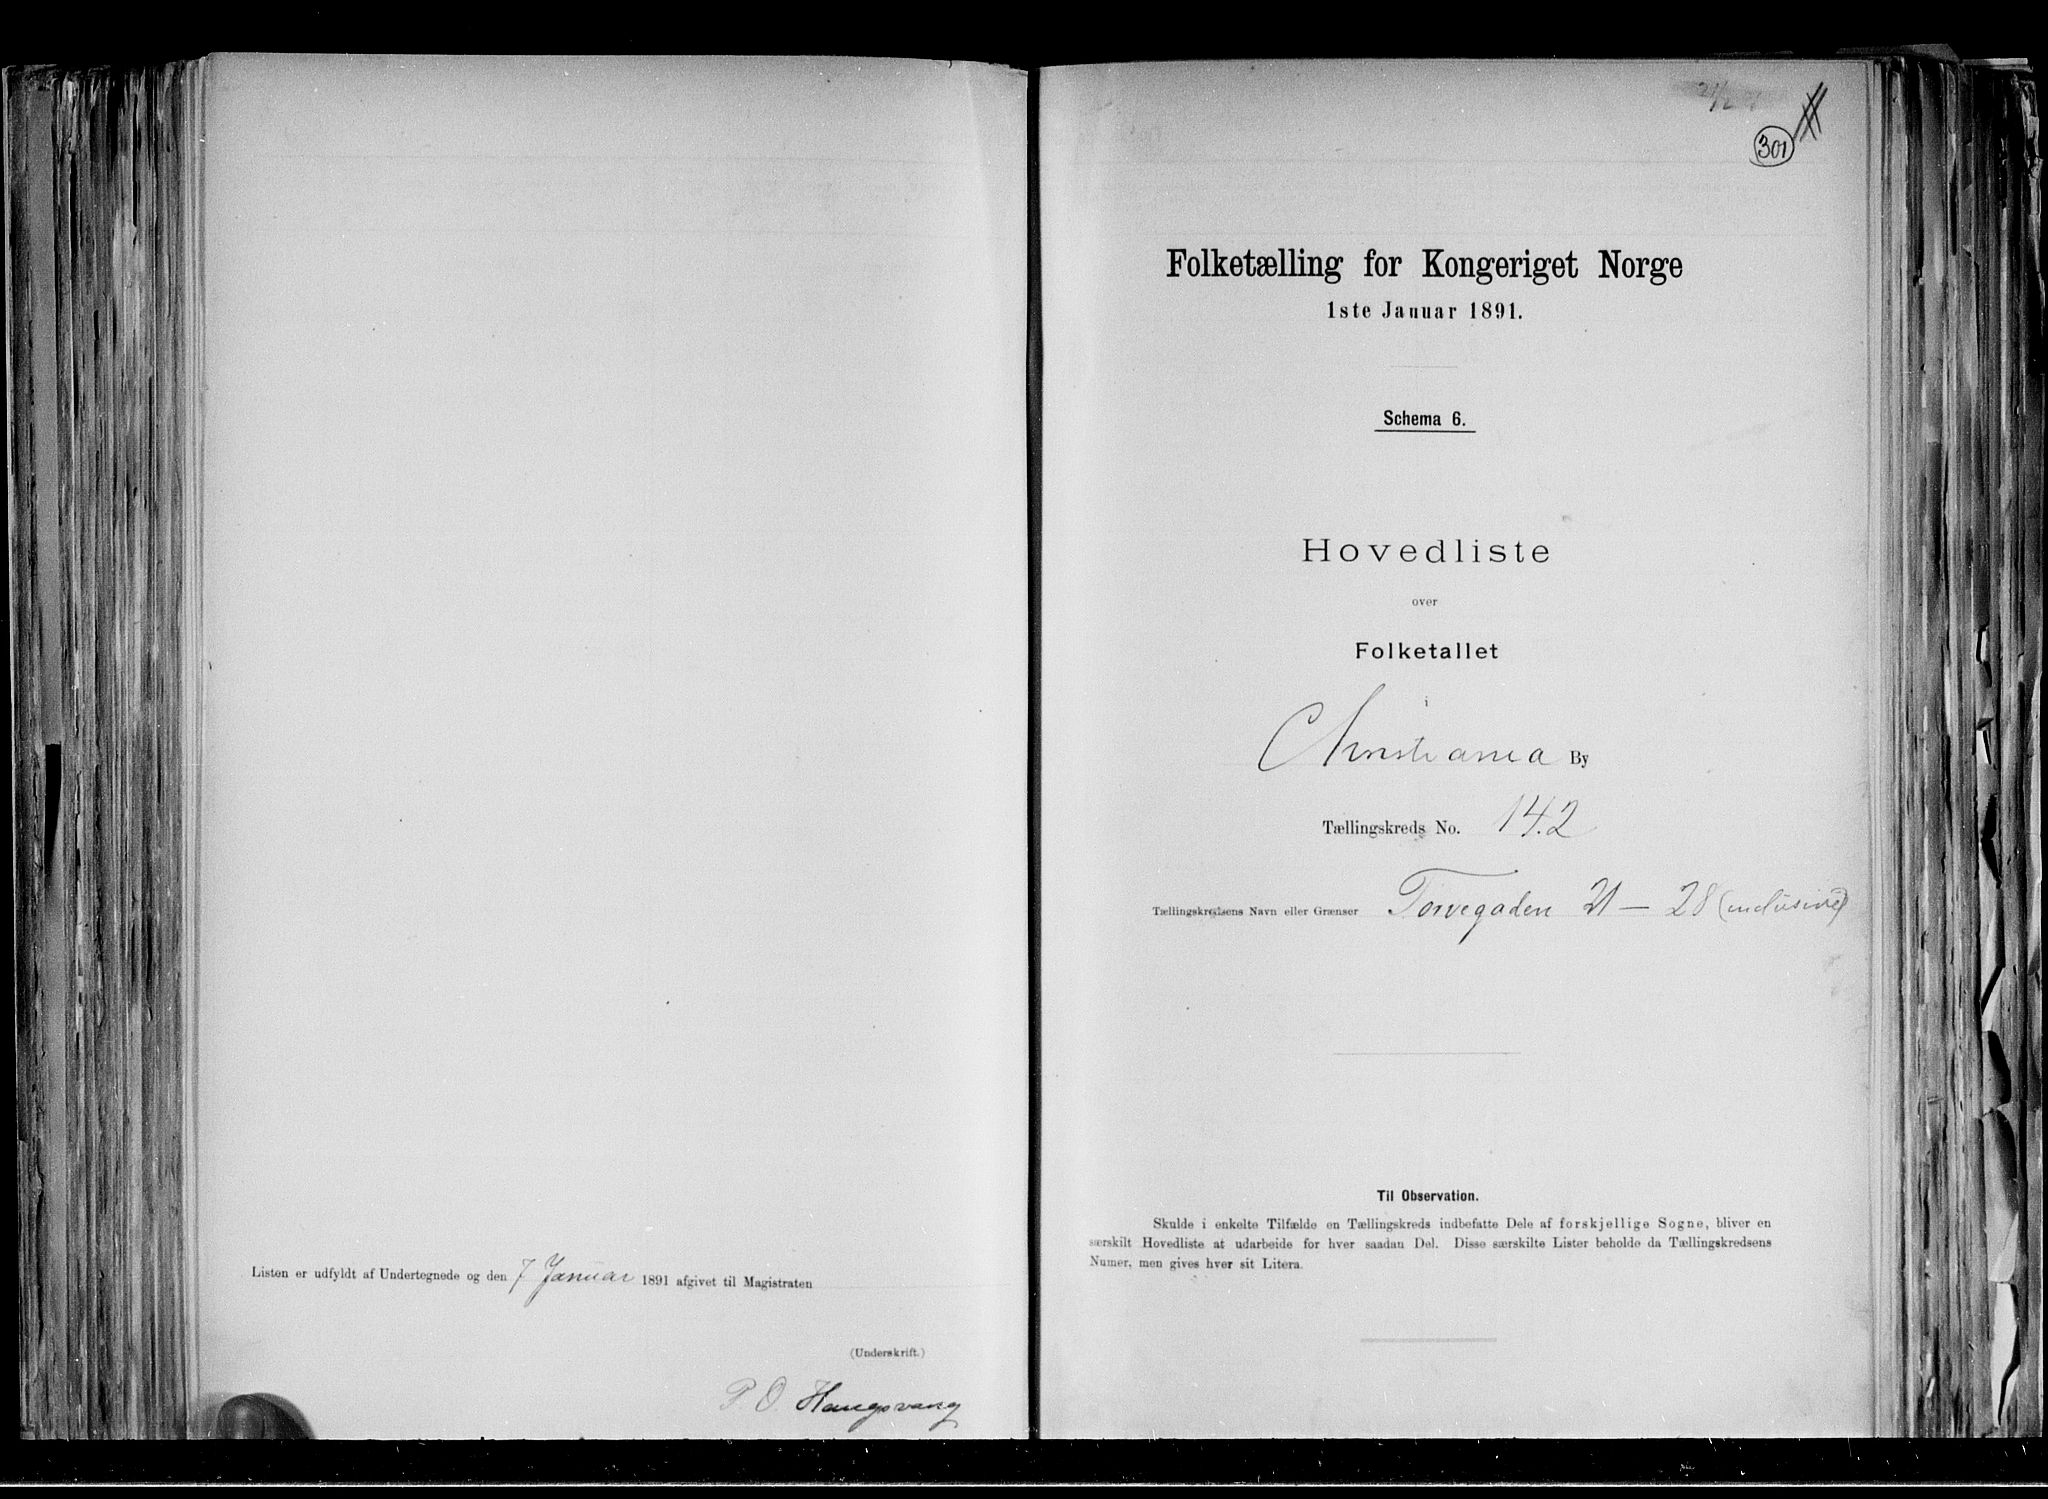 Listen er udfyldt af Undertegnede og den 7 Januar 1891 afgivet til Magistraten
(Underskrift.)
P. O. Haugsvang
301
Folketælling for Kongeriget Norge
1ste Januar 1891.
Schema 6.
Hovedliste
over
Folketallet
i
Christiania By
Tællingskreds No. 142
Tællingskredsens Navn eller Grænser Torvegaden 21 — 28 (inclusive)
Til Observation.
Skulde i enkelte Tilfælde en Tællingskreds indbefatte Dele af forskjellige Sogne, bliver en
særskilt Hovedliste at udarbeide for hver saadan Del. Disse særskilte Lister beholde da Tællingskredsens
Numer, men gives hver sit Litera.